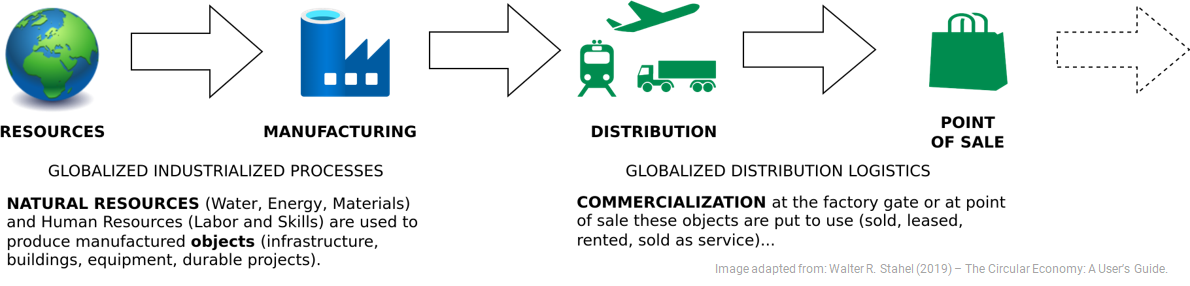 RESOURCES
MANUFACTURING
DISTRIBUTION
POINT
OF SALE
GLOBALIZED INDUSTRIALIZED PROCESSES
NATURAL RESOURCES (Water, Energy, Materials)
and Human Resources (Labor and Skills) are used to
produce manufactured objects (infrastructure,
buildings, equipment, durable projects).
GLOBALIZED DISTRIBUTION LOGISTICS
COMMERCIALIZATION at the factory gate or at point
of sale these objects are put to use (sold, leased,
rented, sold as service)...
Image adapted from: Walter R. Stahel (2019) – The Circular Economy: A User's Guide.